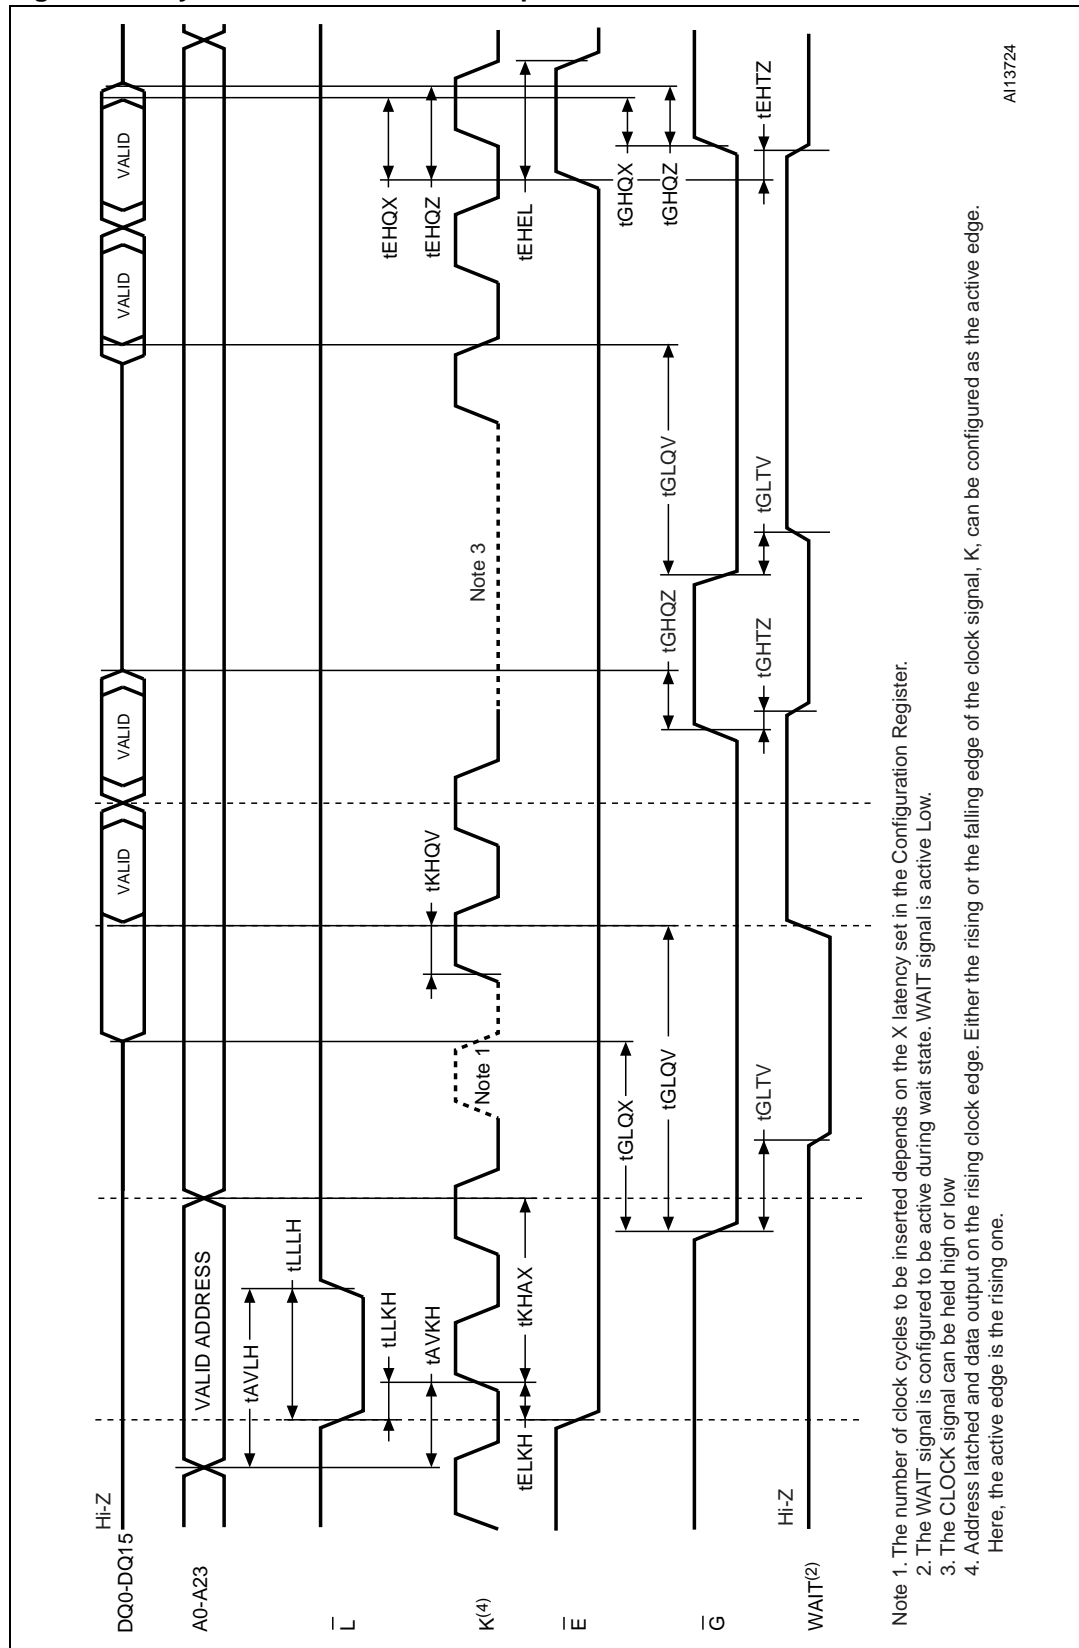 DQ0-DQ15
Hi-Z
VALID
VALID
VALID
VALID
A0-A23
VALID ADDRESS
tAVLH
L
tLLLH
tLLKH
tAVKH
tKHQV
tEHQX
tEHQZ
K(4)
Note 1
Note 3
tELKH
tKHAX
tEHEL
E
tGLQX
tGLQV
tGHQZ
tGLQV
tGHQX
tGHQZ
G
tGLTV
tGHTZ
tGLTV
tEHTZ
WAIT(2)
Hi-Z
Note 1. The number of clock cycles to be inserted depends on the X latency set in the Configuration Register.
2. The WAIT signal is configured to be active during wait state. WAIT signal is active Low.
3. The CLOCK signal can be held high or low
4. Address latched and data output on the rising clock edge. Either the rising or the falling edge of the clock signal, K, can be configured as the active edge.
Here, the active edge is the rising one.
AI13724